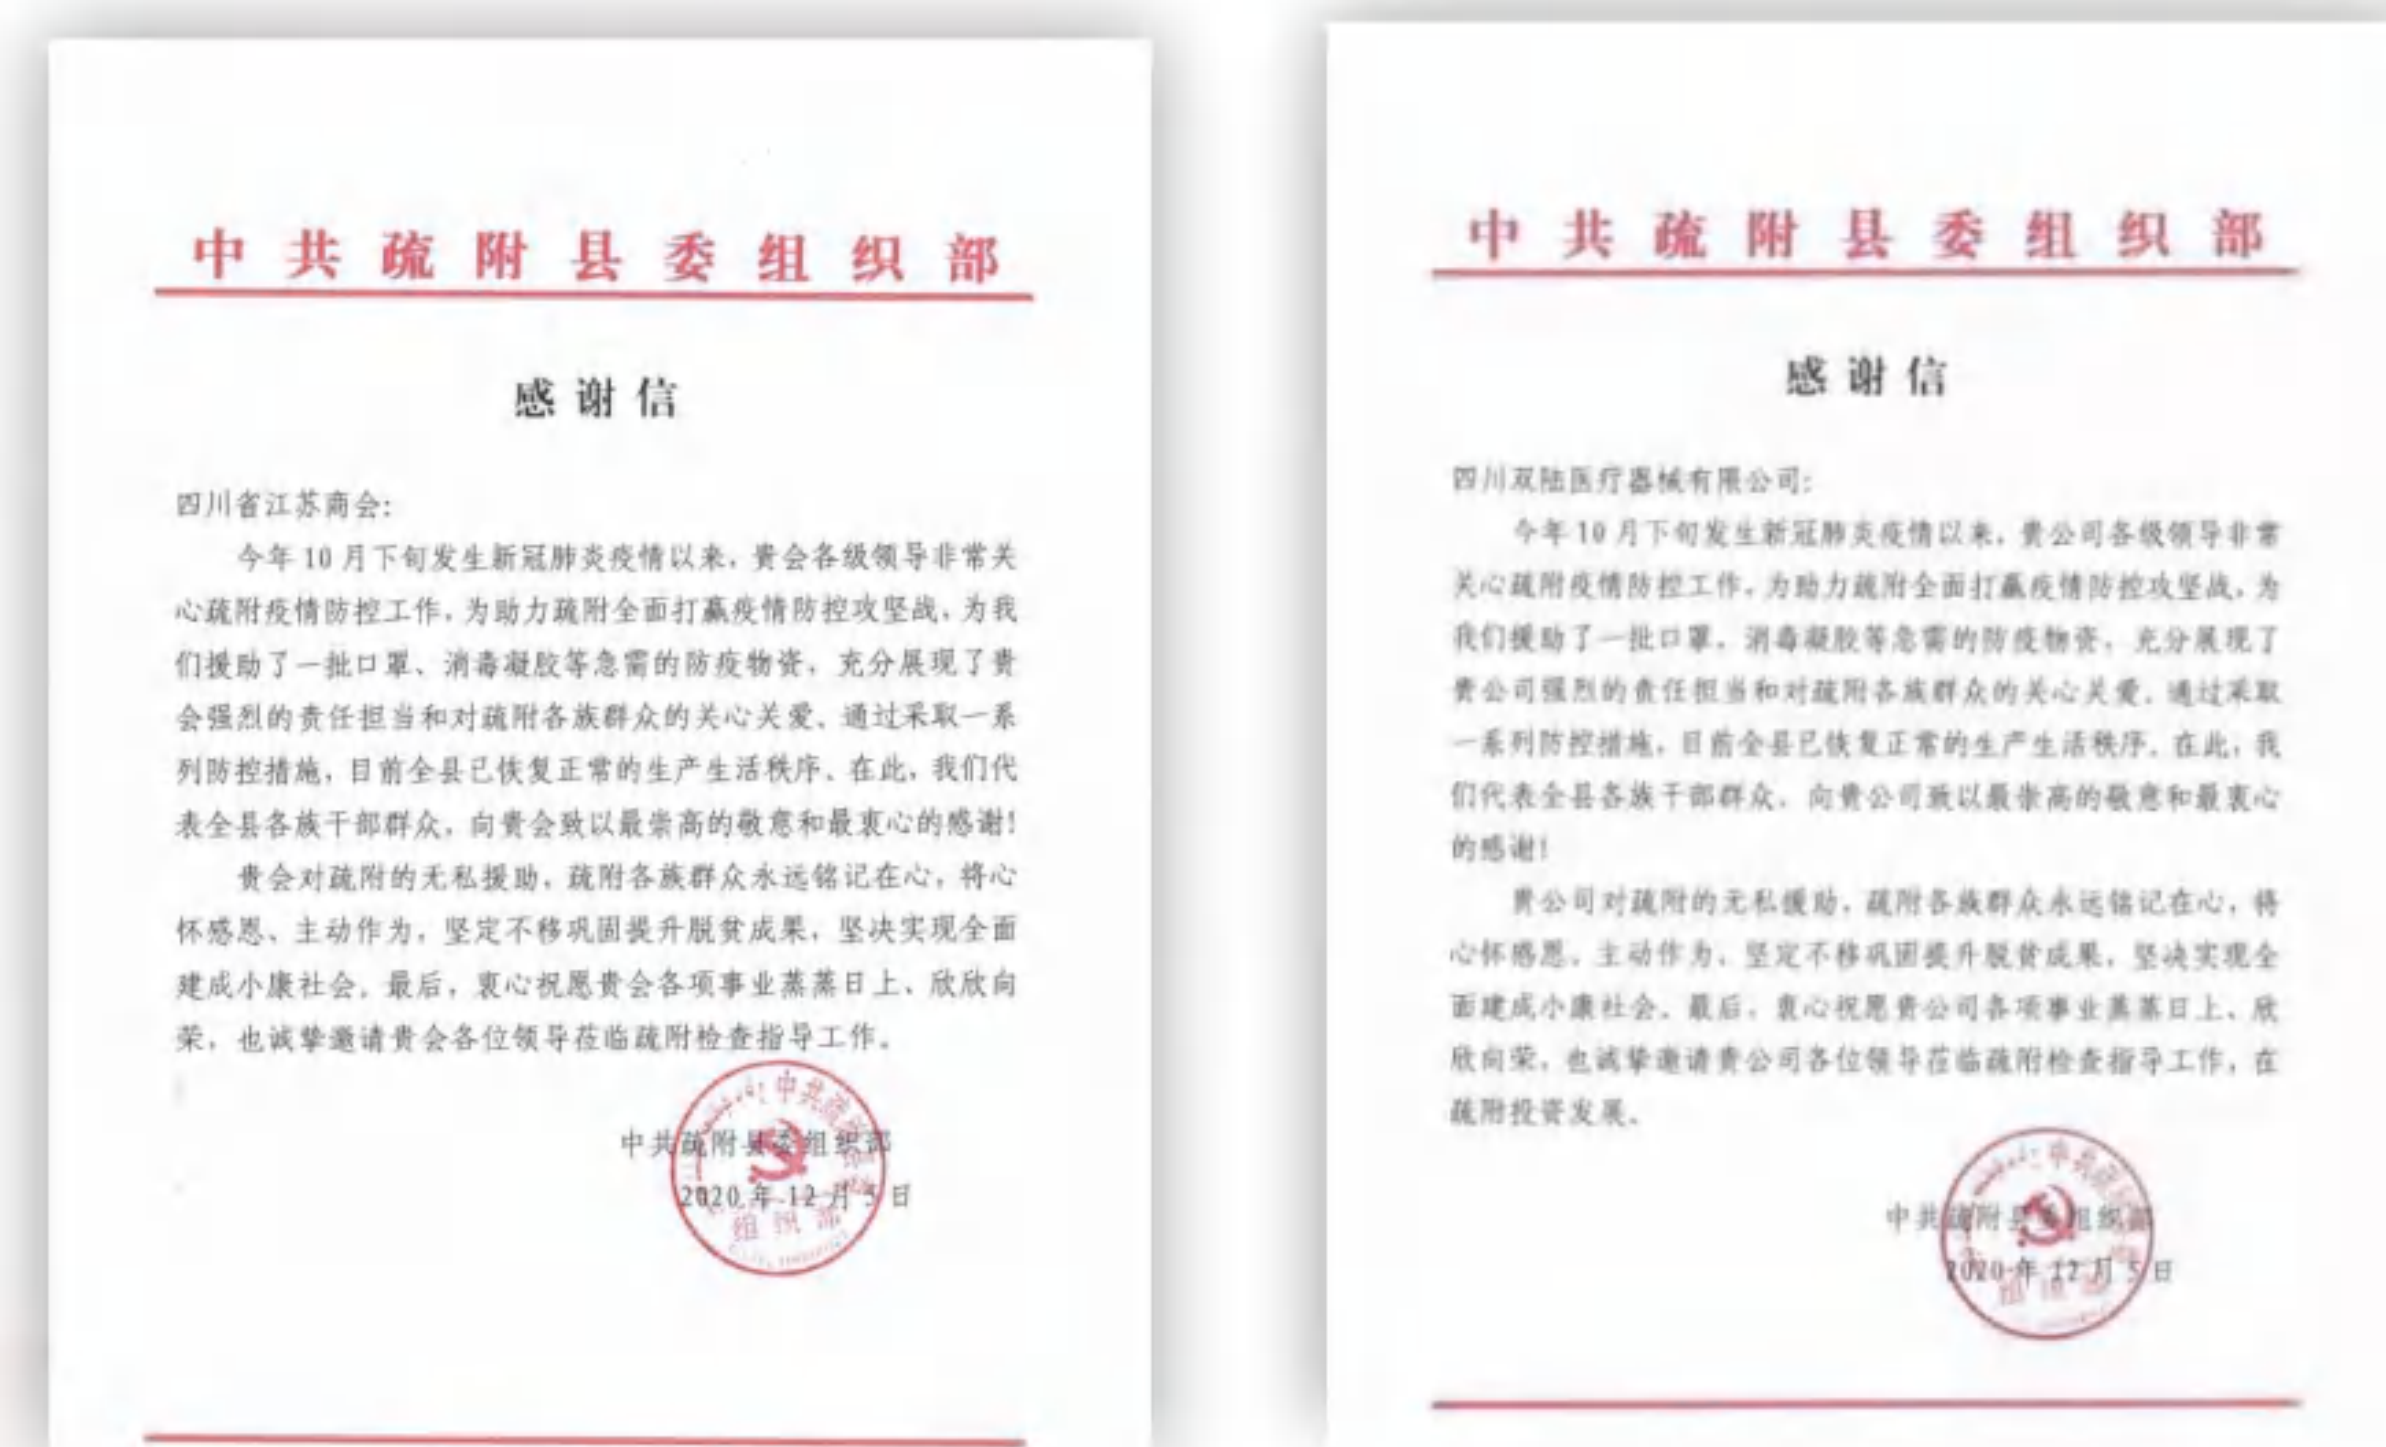 中共疏附县委组织部
感谢信
四川省江苏商会:
今年10月下旬发生新冠肺炎疫情以来，贵会各级领导非常关
心疏附疫情防控工作，为助力疏附全面打赢疫情防控攻坚战，为我
们援助了一批口罩、消毒凝胶等急需的防疫物资，充分展现了贵
会强烈的责任担当和对疏附各族群众的关心关爱。通过采取一系
列防控措施，目前全县已恢复正常的生产生活秩序。在此，我们代
表全县各族干部群众，向贵会致以最崇高的敬意和最衷心的感谢!
贵会对疏附的无私援助，疏附各族群众永远铭记在心，将心
怀感恩、主动作为，坚定不移巩固提升脱贫成果，坚决实现全面
建成小康社会。最后，衷心祝愿贵会各项事业蒸蒸日上、欣欣向
荣，也诚挚邀请贵会各位领导莅临疏附检查指导工作。
中共疏附县委组织部
2020年12月5日
组织部
中共疏附县委组织部
感谢信
四川双陆医疗器械有限公司:
今年10月下旬发生新冠肺炎疫情以来，贵公司各级领导非常
关心疏附疫情防控工作，为助力疏附全面打赢疫情防控攻坚战，为
我们援助了一批口罩、消毒凝胶等急需的防疫物资，充分展现了
贵公司强烈的责任担当和对疏附各族群众的关心关爱。通过采取
一系列防控措施，目前全县已恢复正常的生产生活秩序。在此，我
们代表全县各族干部群众，向贵公司致以最崇高的敬意和最衷心
的感谢!
贵公司对疏附的无私援助，疏附各族群众永远铭记在心，将
心怀感恩、主动作为，坚定不移巩固提升脱贫成果，坚决实现全
面建成小康社会。最后，衷心祝愿贵公司各项事业蒸蒸日上、欣
欣向荣，也诚挚邀请贵公司各位领导莅临疏附检查指导工作，在
疏附投资发展。
中共疏附县委组织部
2020年12月5日
组织部